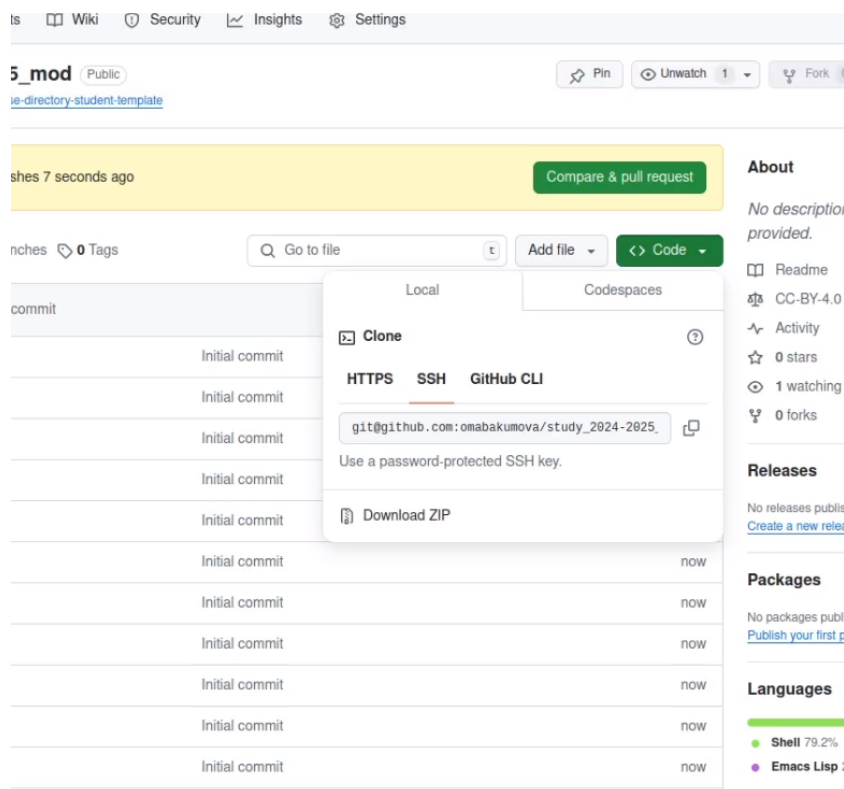 ts Wiki Security Insights Settings
5_mod Public
Pin Unwatch 1 Fork
se-directory-student-template
shes 7 seconds ago Compare & pull request
nches 0 Tags Go to file t Add file <> Code
commit
Local Codespaces
Clone
HTTPS SSH GitHub CLI
git@github.com:omabakumova/study_2024-2025_
Use a password-protected SSH key.
Download ZIP
Initial commit
Initial commit
Initial commit
Initial commit
Initial commit
Initial commit now
Initial commit now
Initial commit now
Initial commit now
Initial commit now
Initial commit now
About
No description
provided.
Readme
CC-BY-4.0
Activity
0 stars
1 watching
0 forks
Releases
No releases publis
Create a new relea
Packages
No packages publi
Publish your first p
Languages
Shell 79.2%
Emacs Lisp